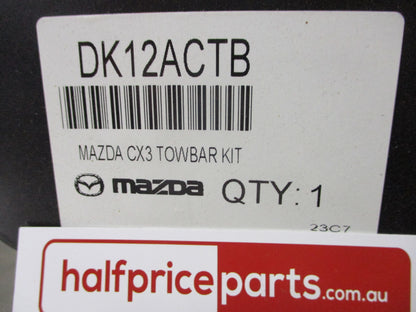 DK12ACTB
MAZDA CX3 TOWBAR KIT
mazda QTY: 1
23C7
halfpriceparts.com.au